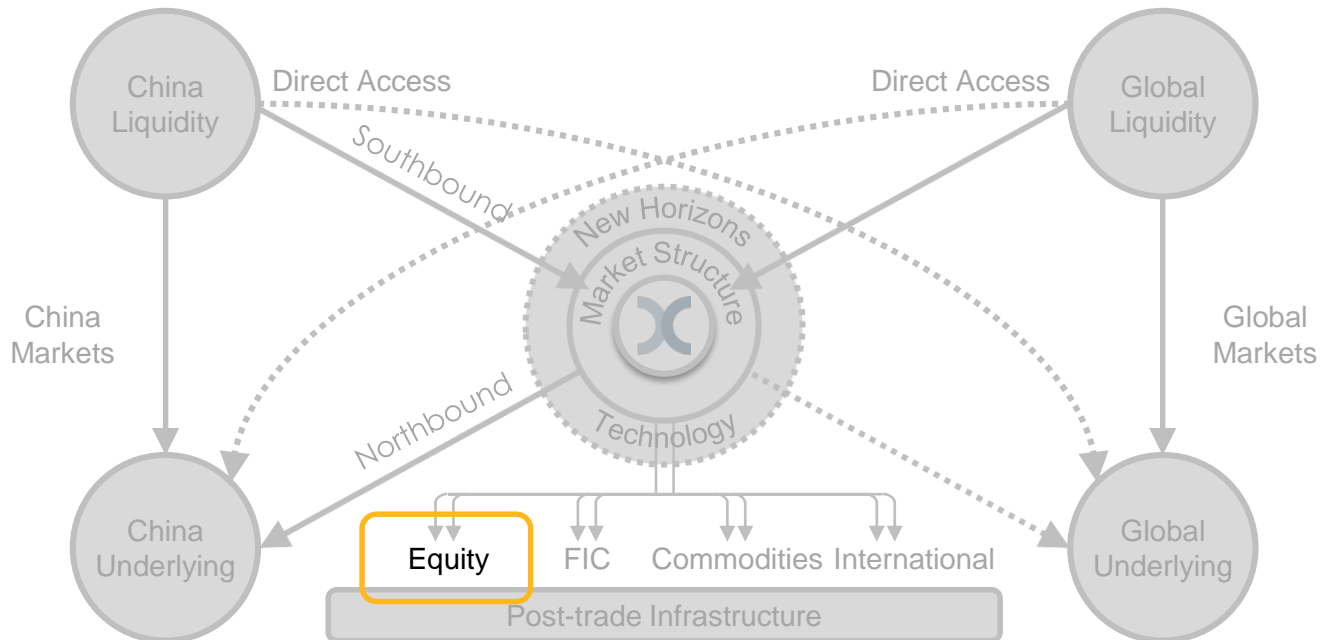 China
Liquidity
Direct Access
Direct Access
Global
Liquidity
Southbound
New Horizons
Market Structure
China
Markets
Global
Markets
Northbound
Technology
China
Underlying
Equity
FIC
Commodities
International
Global
Underlying
Post-trade Infrastructure